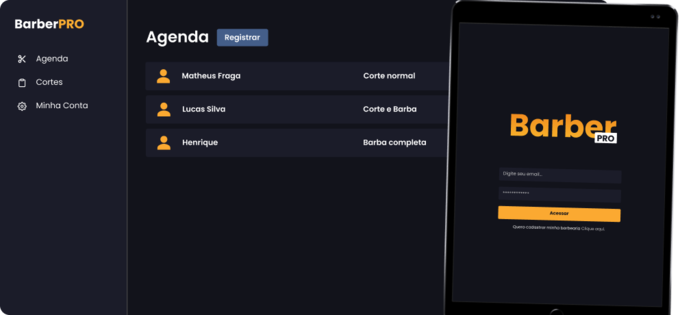 BarberPRO
Agenda
Cortes
Minha Conta
Agenda
Registrar
Matheus Fraga
Corte normal
Lucas Silva
Corte e Barba
Henrique
Barba completa
Barber
PRO
Digite seu email...
************
Acessar
Quero cadastrar minha barbearia Clique aqui